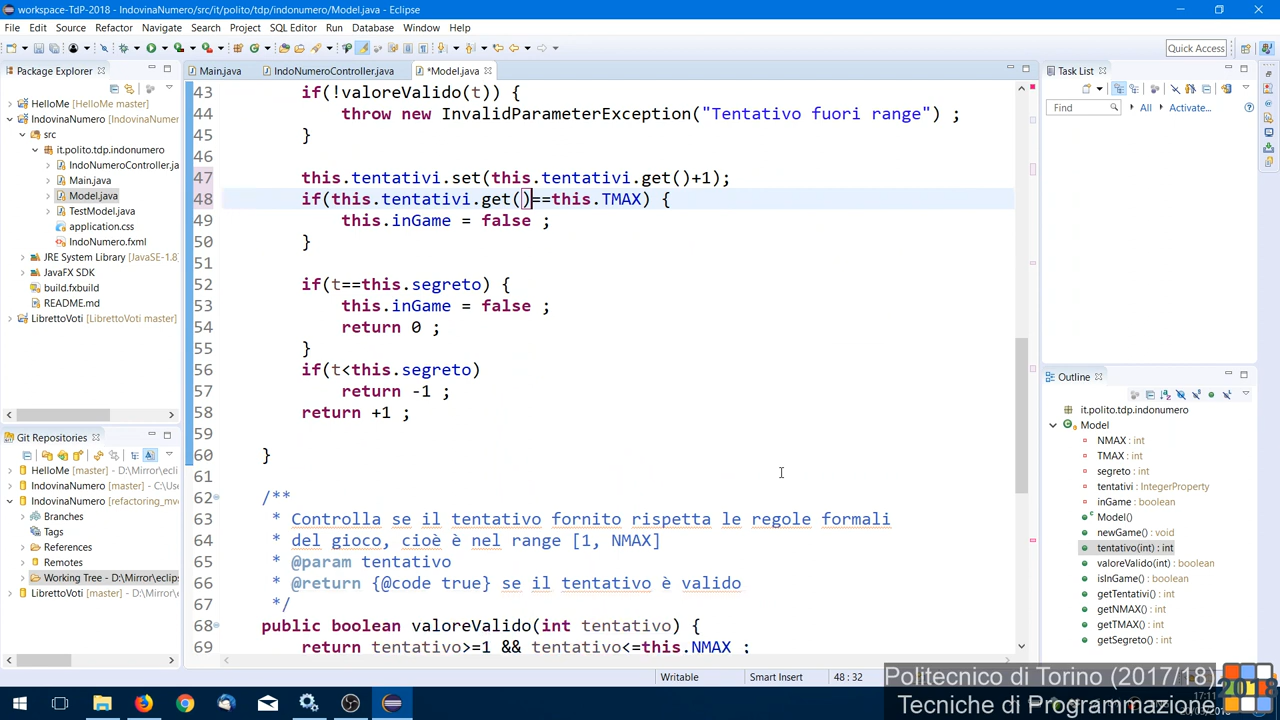 workspace-TdP-2018 - IndovinaNumero/src/it/polito/tdp/indonumero/Model.java - Eclipse
File Edit Source Refactor Navigate Search Project SQL Editor Run Database Window Help
Quick Access
Package Explorer
HelloMe [HelloMe master]
IndovinaNumero [IndovinaNumer
src
it.polito.tdp.indonumero
IndoNumeroController.ja
Main.java
Model.java
TestModel.java
application.css
IndoNumero.fxml
JRE System Library [JavaSE-1.8]
JavaFX SDK
build.fxbuild
README.md
LibrettoVoti [LibrettoVoti master]
Git Repositories
HelloMe [master] - D:\Mirror\ecli
IndovinaNumero [master] - C:\Us
IndovinaNumero [refactoring_mv
Branches
Tags
References
Remotes
Working Tree - D:\Mirror\eclips
LibrettoVoti [master] - D:\Mirror\e
Main.java IndoNumeroController.java *Model.java
43 if(!valoreValido(t)) {
44 throw new InvalidParameterException("Tentativo fuori range") ;
45 }
46
47 this.tentativi.set(this.tentativi.get()+1);
48 if(this.tentativi.get()==this.TMAX) {
49 this.inGame = false ;
50 }
51
52 if(t==this.segreto) {
53 this.inGame = false ;
54 return 0 ;
55 }
56 if(t<this.segreto)
57 return -1 ;
58 return +1 ;
59
60 }
61
62 /**
63 * Controlla se il tentativo fornito rispetta le regole formali
64 * del gioco, cioè è nel range [1, NMAX]
65 * @param tentativo
66 * @return {@code true} se il tentativo è valido
67 */
68 public boolean valoreValido(int tentativo) {
69 return tentativo>=1 && tentativo<=this.NMAX ;
Task List
Find All Activate...
Outline
it.polito.tdp.indonumero
Model
NMAX : int
TMAX : int
segreto : int
tentativi : IntegerProperty
inGame : boolean
Model()
newGame() : void
tentativo(int) : int
valoreValido(int) : boolean
isInGame() : boolean
getTentativi() : int
getNMAX() : int
getTMAX() : int
getSegreto() : int
Writable Smart Insert 48 : 32
Politecnico di Torino (2017/18)
Tecniche di Programmazione
2018
17:11